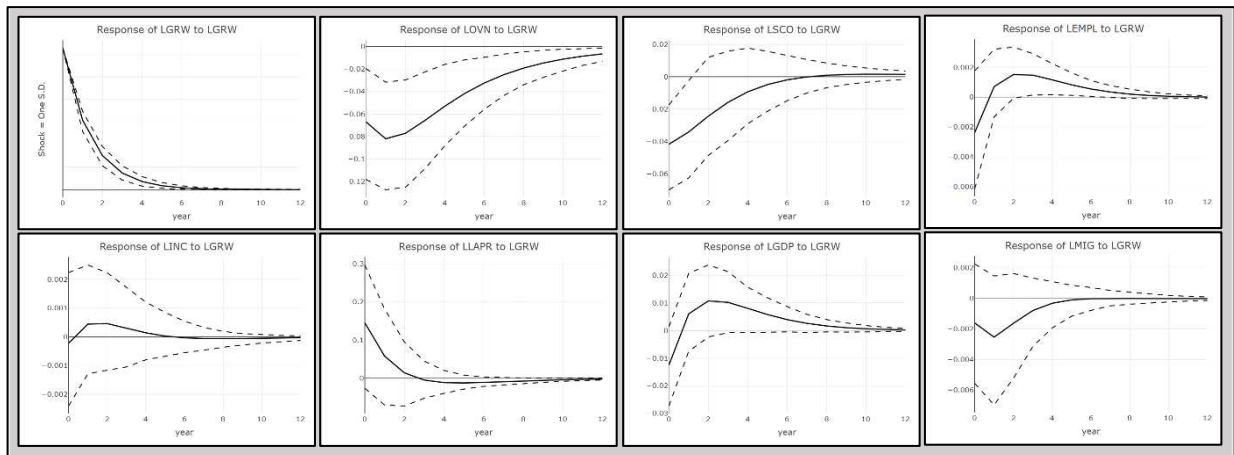 Response of LGRW to LGRW
Shock = One S.D.
0 2 4 6 8 10 12
year
Response of LOVN to LGRW
0
0.02
0.04
0.06
0.08
0.1
0.12
0 2 4 6 8 10 12
year
Response of LSCO to LGRW
0.02
0
−0.02
−0.04
−0.06
0 2 4 6 8 10 12
year
Response of LEMPL to LGRW
0.002
0
−0.002
−0.004
0.006
0 2 4 6 8 10 12
year
Response of LINC to LGRW
0.002
0.001
0
−0.001
−0.002
0 2 4 6 8 10 12
year
Response of LLAPR to LGRW
0.3
0.2
0.1
0
0 2 4 6 8 10 12
year
Response of LGDP to LGRW
0.02
0.01
0
−0.01
0.02
0.03
0 2 4 6 8 10 12
year
Response of LMIG to LGRW
0.002
0
−0.002
−0.004
−0.006
0 2 4 6 8 10 12
year